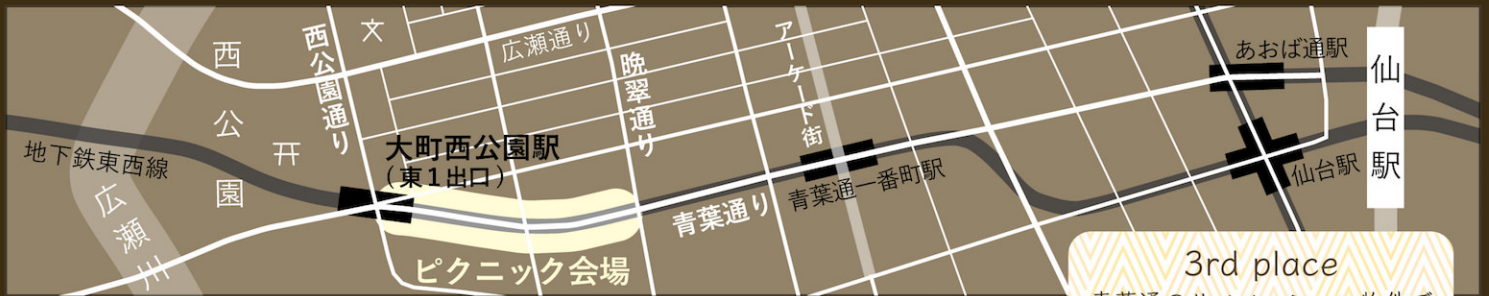 西公園
西公園通り
文
広瀬通り
晩翠通り
アーケード街
あおば通駅
仙台駅
地下鉄東西線
大町西公園駅
（東1出口）
広瀬川
青葉通り
青葉通一番町駅
仙台駅
ピクニック会場
3rd place